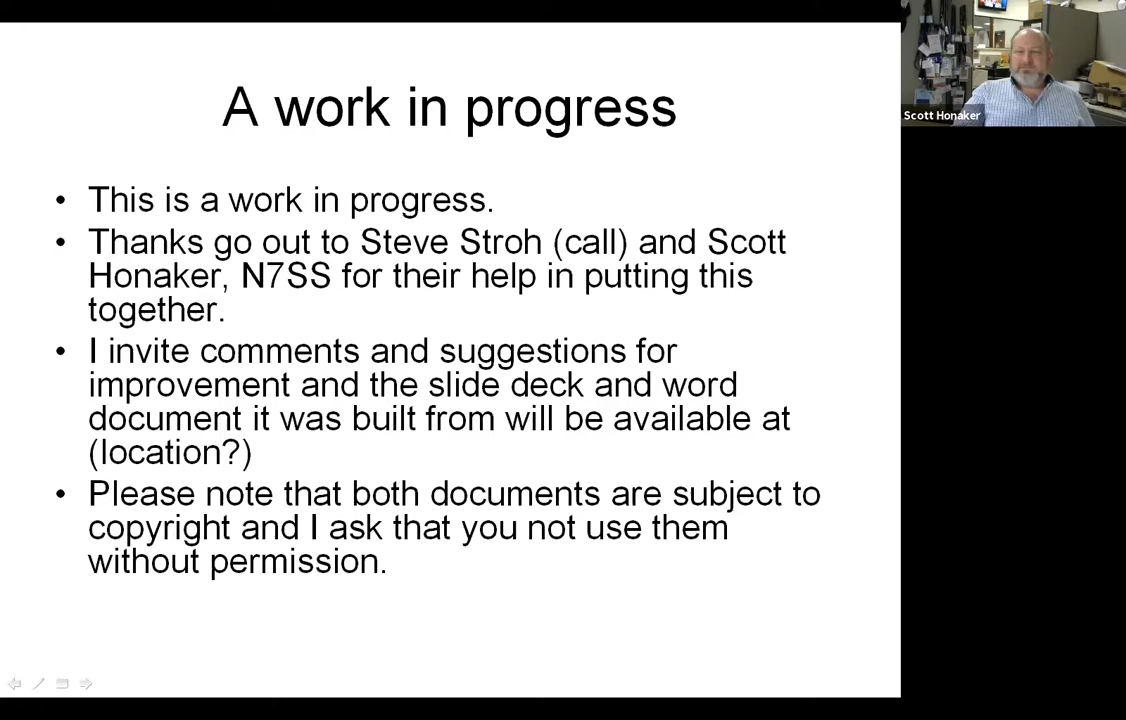 A work in progress
• This is a work in progress.
• Thanks go out to Steve Stroh (call) and Scott
Honaker, N7SS for their help in putting this
together.
• I invite comments and suggestions for
improvement and the slide deck and word
document it was built from will be available at
(location?)
• Please note that both documents are subject to
copyright and I ask that you not use them
without permission.
Scott Honaker